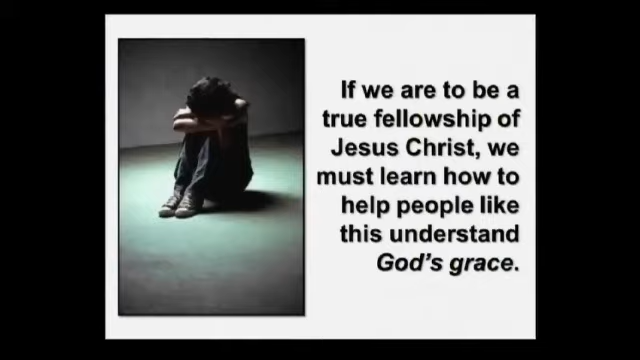 If we are to be a
true fellowship of
Jesus Christ, we
must learn how to
help people like
this understand
God's grace.